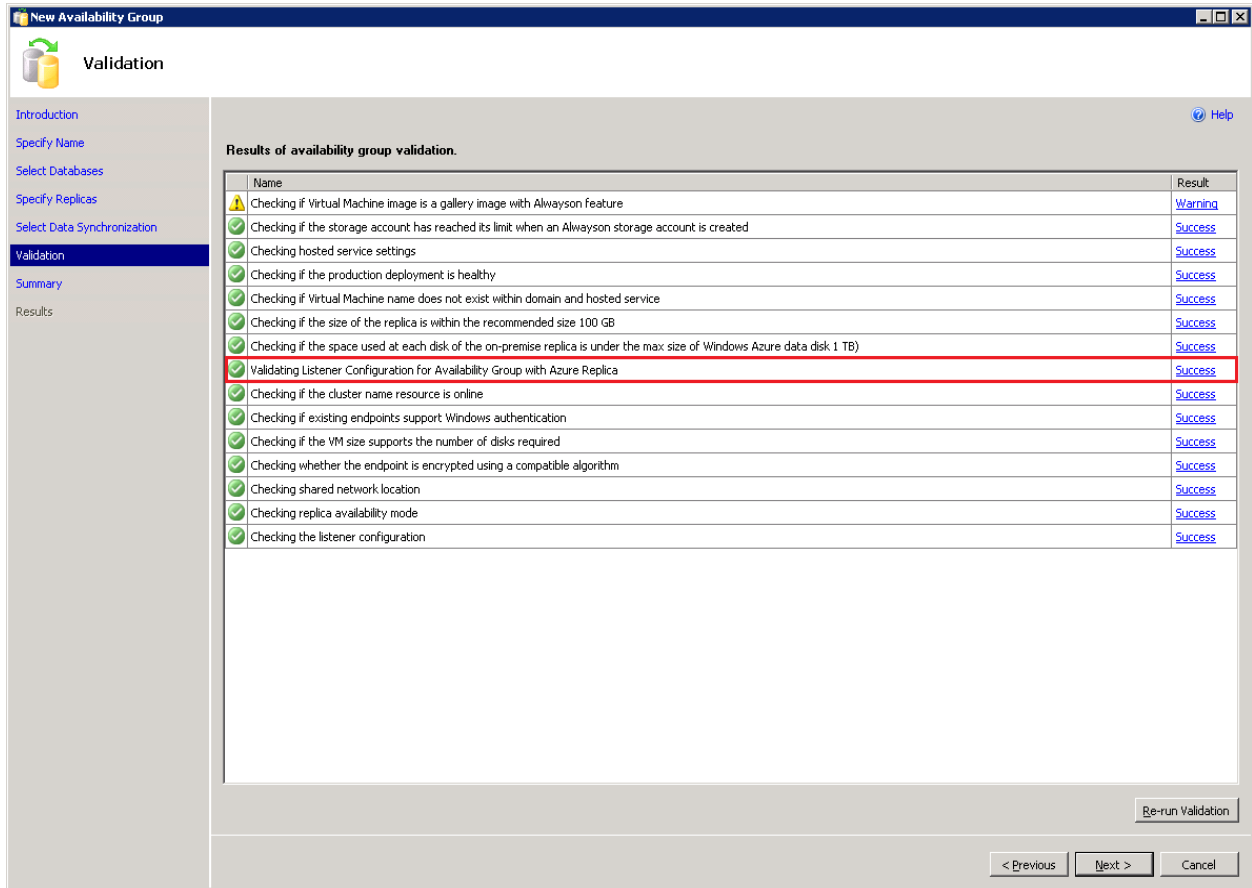 New Availability Group
Validation
Introduction
Specify Name
Select Databases
Specify Replicas
Select Data Synchronization
Validation
Summary
Results
Help
Results of availability group validation.
Name Result
Checking if Virtual Machine image is a gallery image with Alwayson feature Warning
Checking if the storage account has reached its limit when an Alwayson storage account is created Success
Checking hosted service settings Success
Checking if the production deployment is healthy Success
Checking if Virtual Machine name does not exist within domain and hosted service Success
Checking if the size of the replica is within the recommended size 100 GB Success
Checking if the space used at each disk of the on-premise replica is under the max size of Windows Azure data disk 1 TB) Success
Validating Listener Configuration for Availability Group with Azure Replica Success
Checking if the cluster name resource is online Success
Checking if existing endpoints support Windows authentication Success
Checking if the VM size supports the number of disks required Success
Checking whether the endpoint is encrypted using a compatible algorithm Success
Checking shared network location Success
Checking replica availability mode Success
Checking the listener configuration Success
Re-run Validation
< Previous Next > Cancel